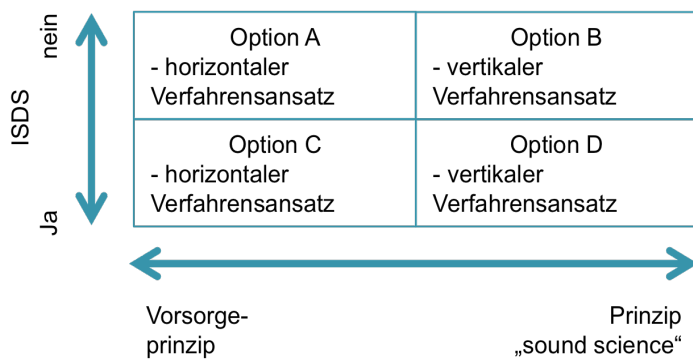 nein
ISDS
Ja
Option A
- horizontaler
Verfahrensansatz
Option B
- vertikaler
Verfahrensansatz
Option C
- horizontaler
Verfahrensansatz
Option D
- vertikaler
Verfahrensansatz
Vorsorge-
prinzip
Prinzip
„sound science“